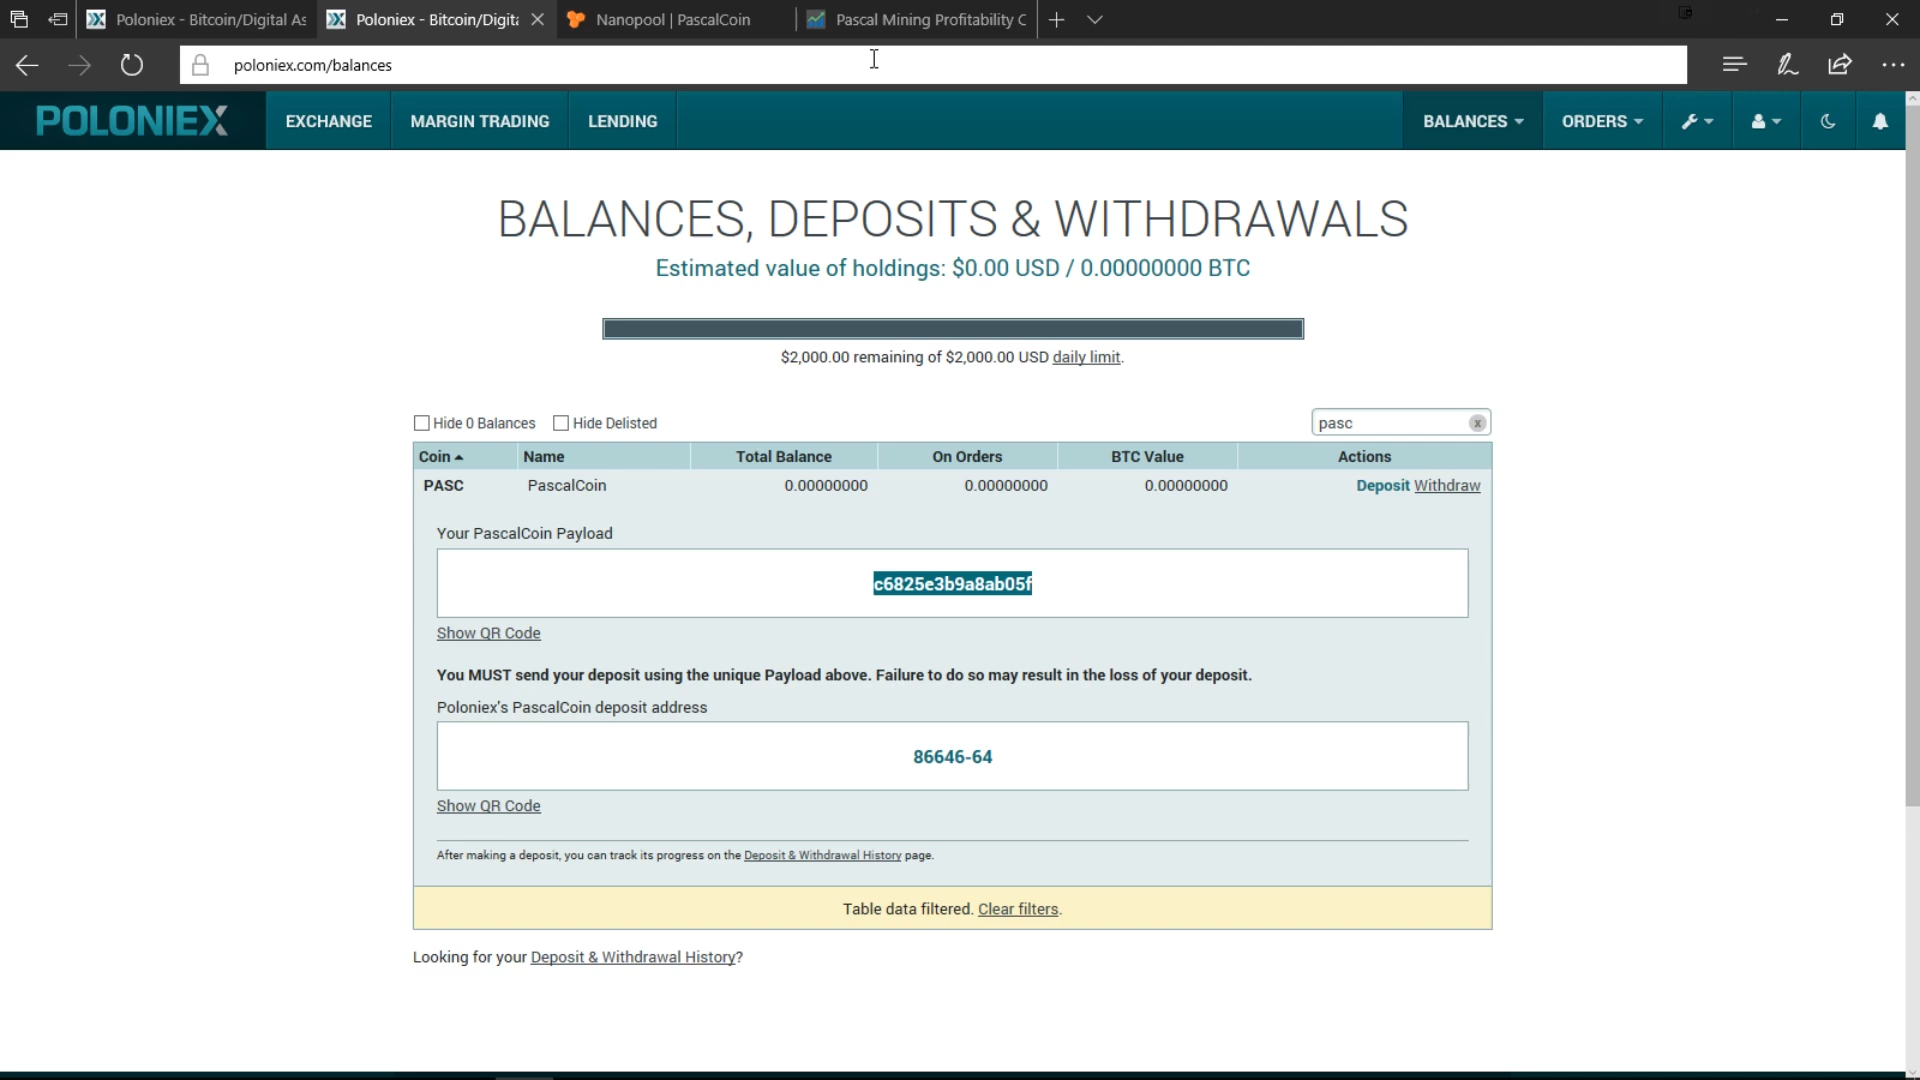 Poloniex - Bitcoin/Digital As
Poloniex - Bitcoin/Digita
Nanopool | PascalCoin
Pascal Mining Profitability C
poloniex.com/balances
POLONIEX
EXCHANGE
MARGIN TRADING
LENDING
BALANCES
ORDERS
BALANCES, DEPOSITS & WITHDRAWALS
Estimated value of holdings: $0.00 USD / 0.00000000 BTC
$2,000.00 remaining of $2,000.00 USD daily limit.
Hide 0 Balances
Hide Delisted
pasc
Coin Name Total Balance On Orders BTC Value Actions
PASC PascalCoin 0.00000000 0.00000000 0.00000000 Deposit Withdraw
Your PascalCoin Payload
c6825e3b9a8ab05f
Show QR Code
You MUST send your deposit using the unique Payload above. Failure to do so may result in the loss of your deposit.
Poloniex's PascalCoin deposit address
86646-64
Show QR Code
After making a deposit, you can track its progress on the Deposit & Withdrawal History page.
Table data filtered. Clear filters.
Looking for your Deposit & Withdrawal History?